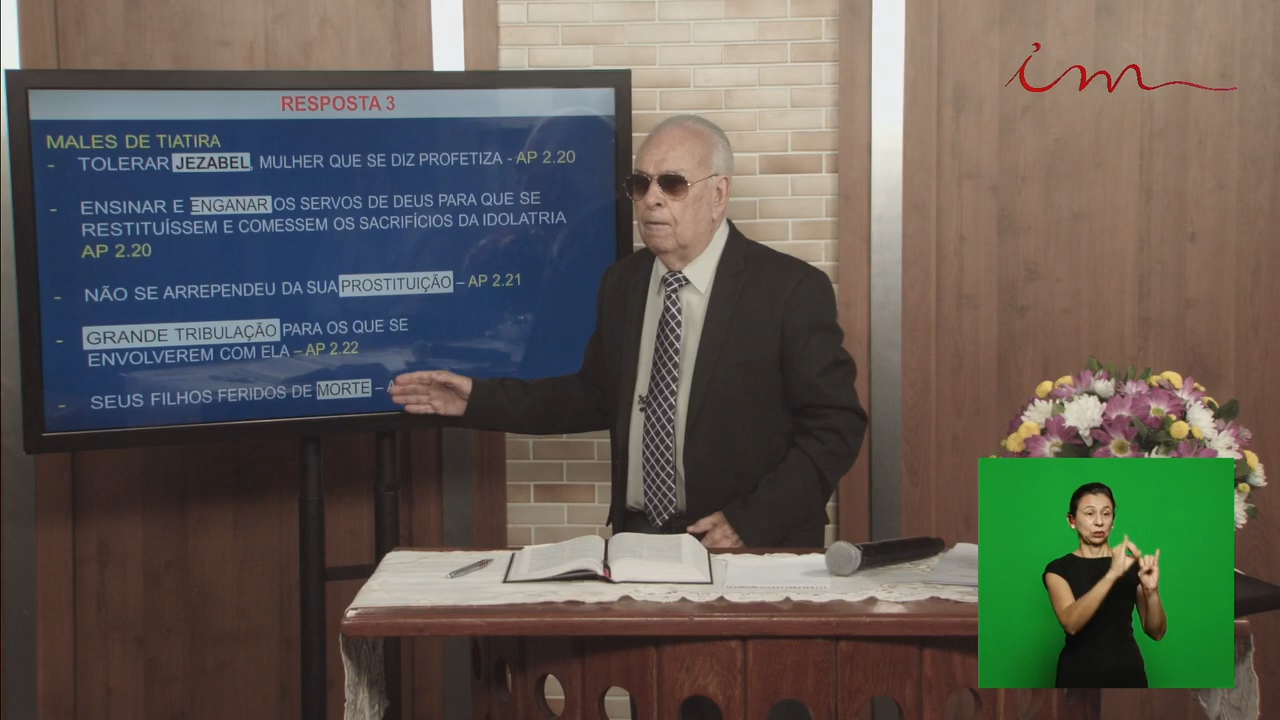 RESPOSTA 3
MALES DE TIATIRA
- TOLERAR JEZABEL, MULHER QUE SE DIZ PROFETIZA - AP 2.20
- ENSINAR E ENGANAR OS SERVOS DE DEUS PARA QUE SE
RESTITUÍSSEM E COMESSEM OS SACRIFÍCIOS DA IDOLATRIA
AP 2.20
- NÃO SE ARREPENDEU DA SUA PROSTITUIÇÃO – AP 2.21
- GRANDE TRIBULAÇÃO PARA OS QUE SE
ENVOLVEREM COM ELA – AP 2.22
- SEUS FILHOS FERIDOS DE MORTE –
im